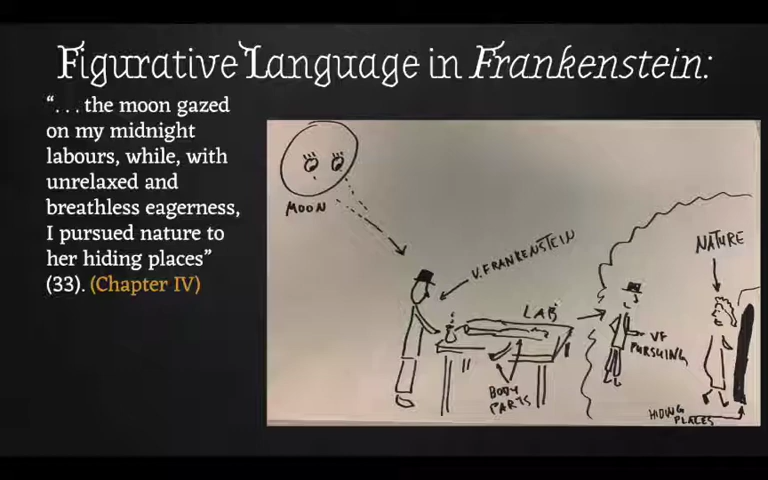 Figurative Language in Frankenstein:
“. . . the moon gazed
on my midnight
labours, while, with
unrelaxed and
breathless eagerness,
I pursued nature to
her hiding places”
(33). (Chapter IV)
MOON
V. FRANKENSTEIN
LAB
BODY
PARTS
VF
PURSUING
NATURE
HIDING
PLACES